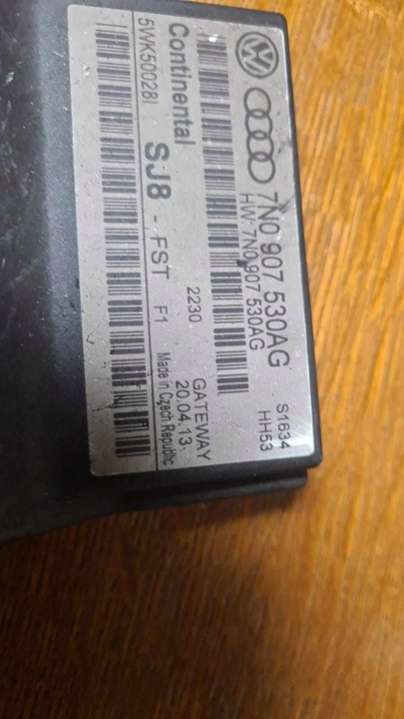 7N0 907 530AG
HW 7N0 907 530AG
S1634
HH53
Continental
5WK50028I
2230
GATEWAY
20.04.13
SJ8 - FST F1
Made in Czech Republic